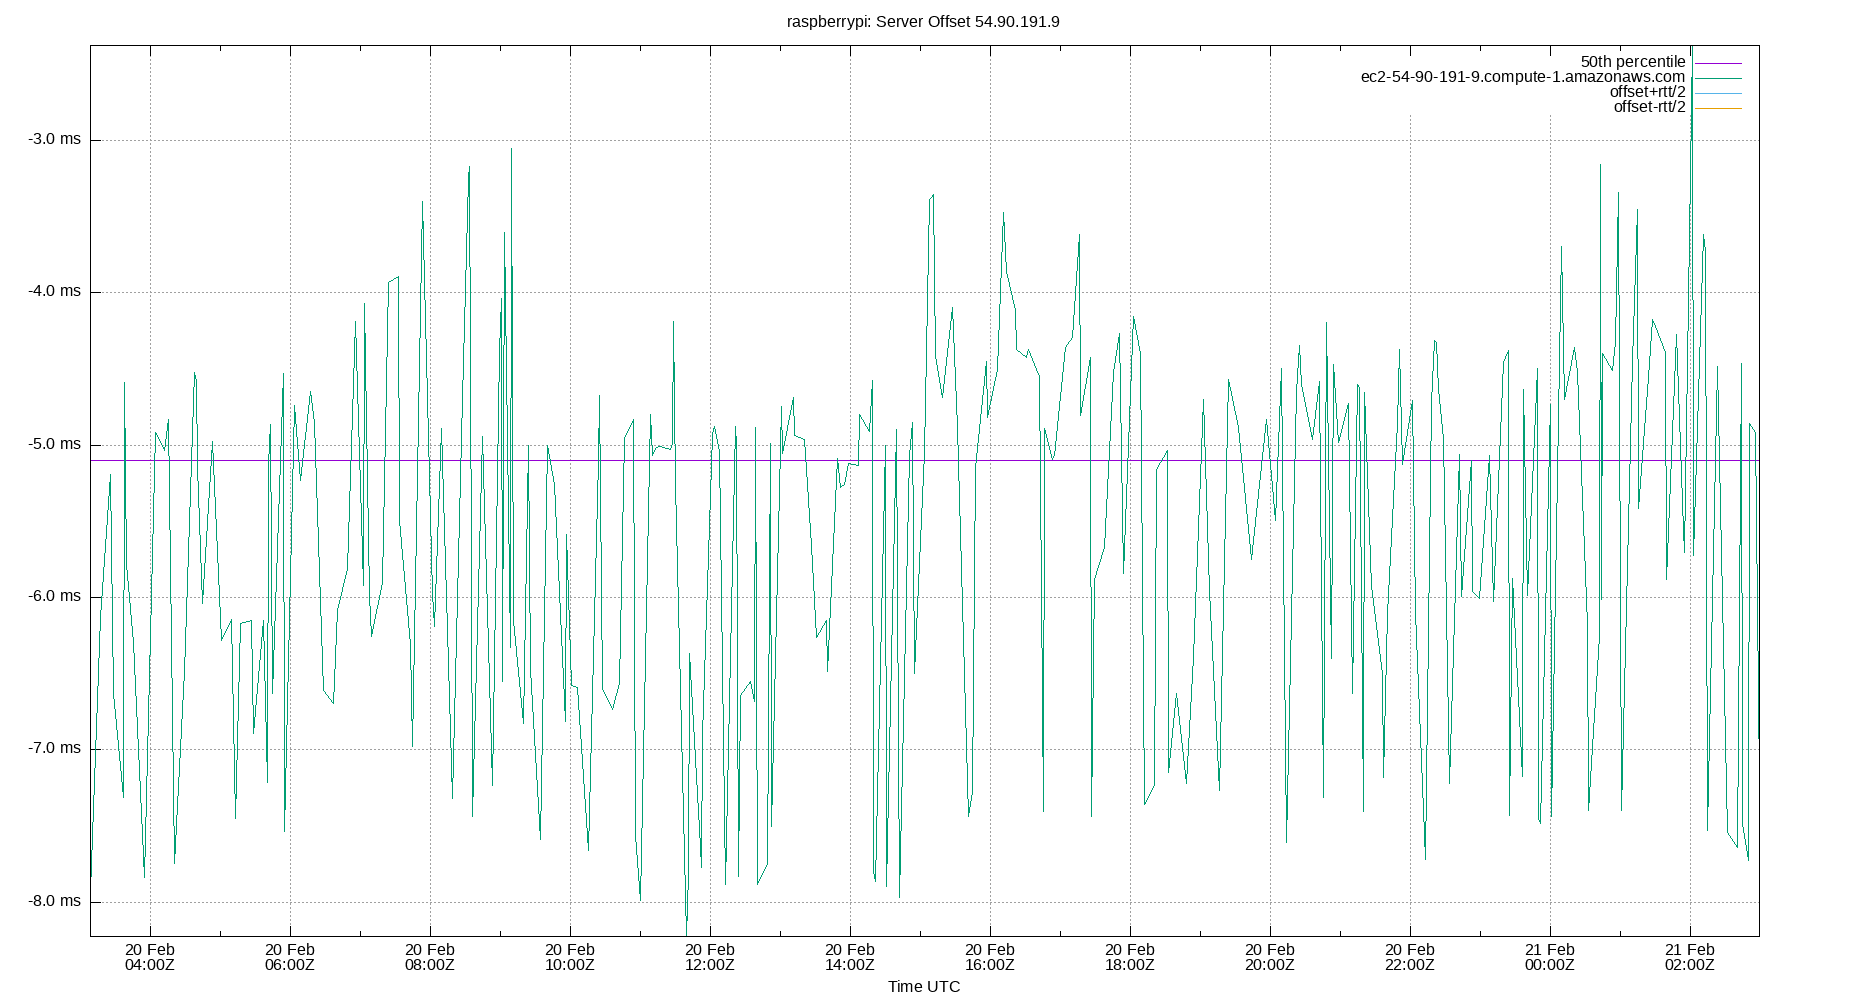 raspberrypi: Server Offset 54.90.191.9
50th percentile
ec2-54-90-191-9.compute-1.amazonaws.com
offset+rtt/2
offset-rtt/2
-3.0 ms
-4.0 ms
-5.0 ms
-6.0 ms
-7.0 ms
-8.0 ms
20 Feb 20 Feb 20 Feb 20 Feb 20 Feb 20 Feb 20 Feb 20 Feb 20 Feb 20 Feb 21 Feb 21 Feb
04:00Z 06:00Z 08:00Z 10:00Z 12:00Z 14:00Z 16:00Z 18:00Z 20:00Z 22:00Z 00:00Z 02:00Z
Time UTC